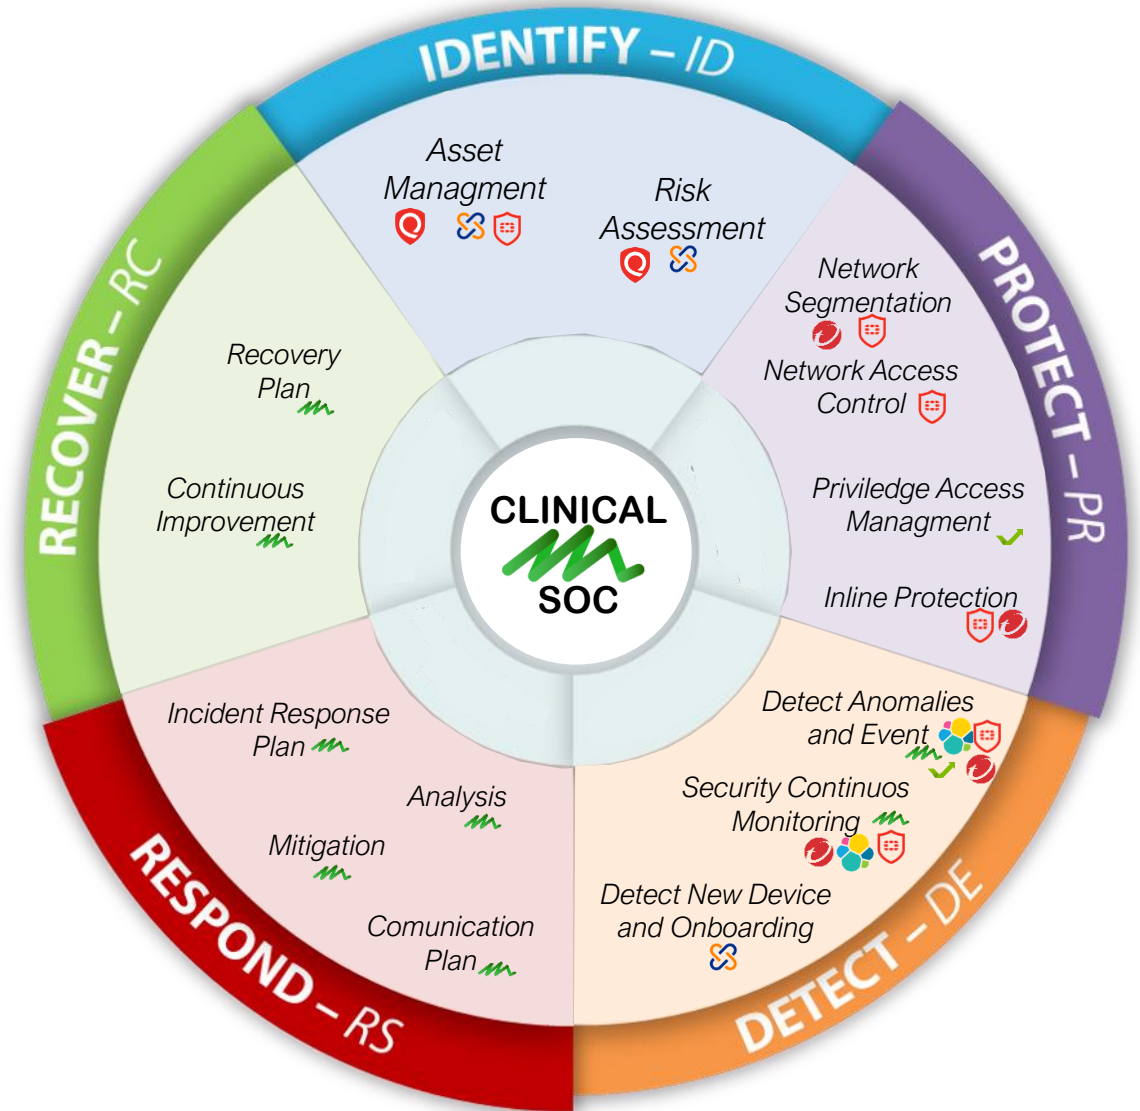 IDENTIFY – ID
Asset
Managment
Risk
Assessment
PROTECT – PR
Network
Segmentation
Network Access
Control
Priviledge Access
Managment
Inline Protection
DETECT – DE
Detect Anomalies
and Event
Security Continuos
Monitoring
Detect New Device
and Onboarding
RESPOND – RS
Incident Response
Plan
Analysis
Mitigation
Comunication
Plan
RECOVER – RC
Recovery
Plan
Continuous
Improvement
CLINICAL
SOC